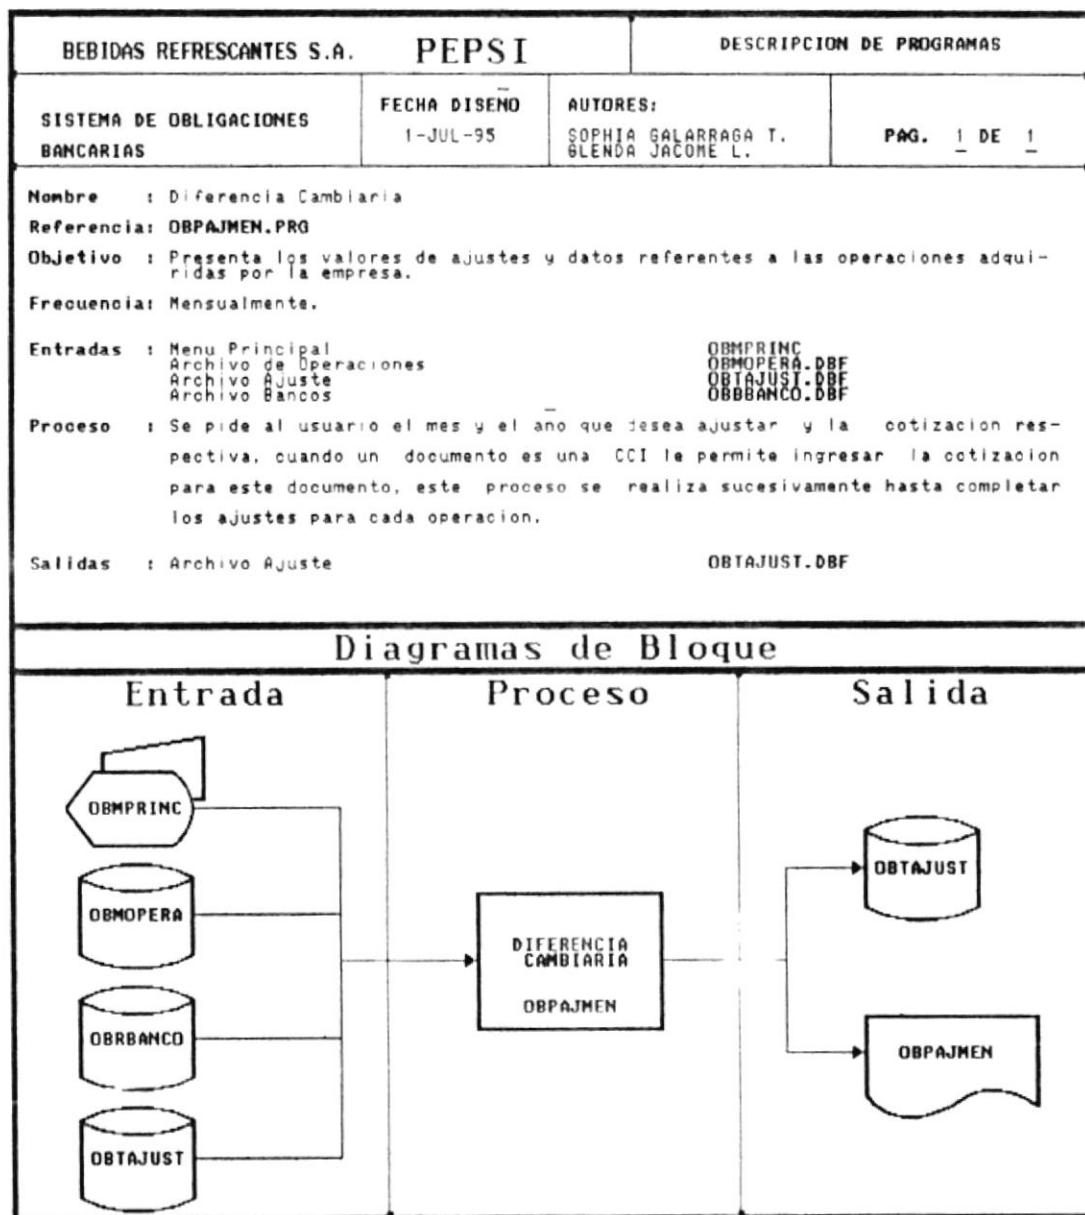 BEBIDAS REFRESCANTES S.A. PEPSI
DESCRIPCION DE PROGRAMAS
SISTEMA DE OBLIGACIONES
BANCARIAS
FECHA DISEÑO
1-JUL-95
AUTORES:
SOPHIA GALARRAGA T.
GLENDA JACOME L.
PAG. 1 DE 1
Nombre : Diferencia Cambiaria
Referencia: OBPAJMEN.PRG
Objetivo : Presenta los valores de ajustes y datos referentes a las operaciones adqui-
ridas por la empresa.
Frecuencia: Mensualmente.
Entradas : Menu Principal OBMPRINC
Archivo de Operaciones OBMOPERA.DBF
Archivo Ajuste OBTAJUST.DBF
Archivo Bancos OBBBANCO.DBF
Proceso : Se pide al usuario el mes y el año que desea ajustar y la cotizacion res-
pectiva, cuando un documento es una CCI le permite ingresar la cotizacion
para este documento, este proceso se realiza sucesivamente hasta completar
los ajustes para cada operacion.
Salidas : Archivo Ajuste OBTAJUST.DBF
Diagramas de Bloque
Entrada
Proceso
Salida
OBMPRINC
OBMOPERA
OBRBANCO
OBTAJUST
DIFERENCIA
CAMBIARIA
OBPAJMEN
OBTAJUST
OBPAJMEN